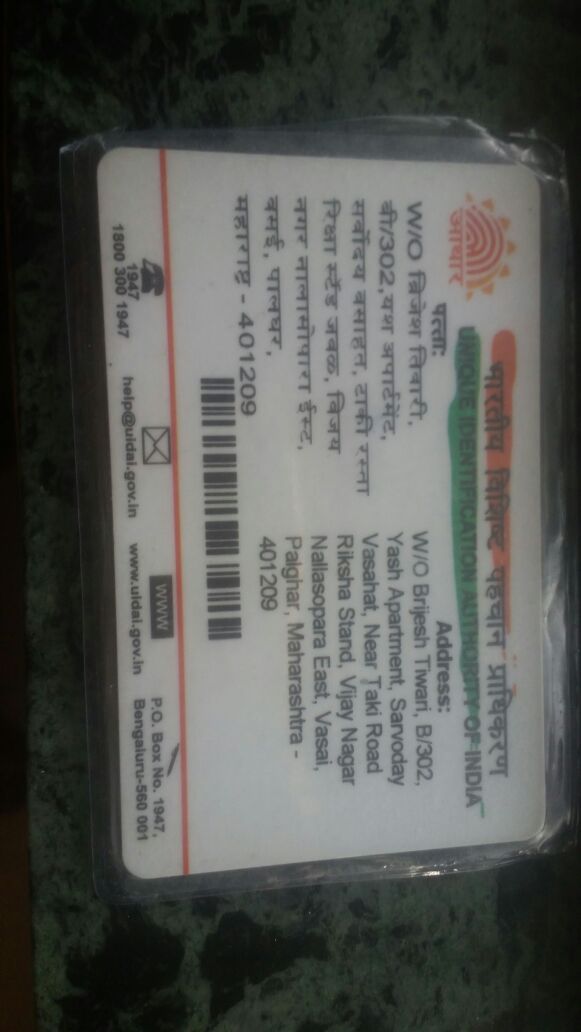 भारतीय विशिष्ट पहचान प्राधिकरण
UNIQUE IDENTIFICATION AUTHORITY OF INDIA
आधार
पत्ता:
W/O ब्रिजेश तिवारी,
बी/302,यश अपार्टमेंट,
सर्वोदय वसाहत, टाकी रस्ता
रिक्षा स्टॅंड जवळ, विजय
नगर नालासोपारा ईस्ट,
वसई, पालघर,
महाराष्ट्र - 401209
Address:
W/O Brijesh Tiwari, B/302,
Yash Apartment, Sarvoday
Vasahat, Near Taki Road
Riksha Stand, Vijay Nagar
Nallasopara East, Vasai,
Palghar, Maharashtra -
401209
1947
1800 300 1947
help@uidai.gov.in
WWW
www.uidai.gov.in
P.O. Box No. 1947,
Bengaluru-560 001